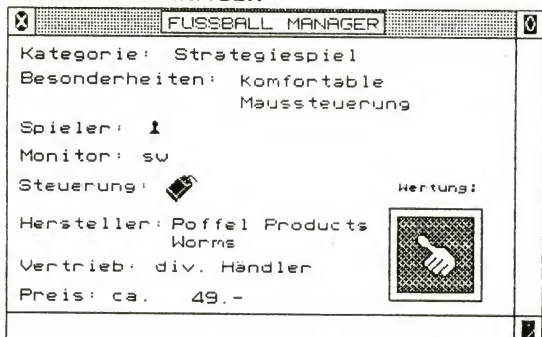 FUSSBALL MANAGER
Kategorie: Strategiespiel
Besonderheiten: Komfortable
Maussteuerung
Spieler: 1
Monitor: sw
Steuerung:
Wertung:
Hersteller: Poffel Products
Worms
Vertrieb: div. Händler
Preis: ca. 49.-